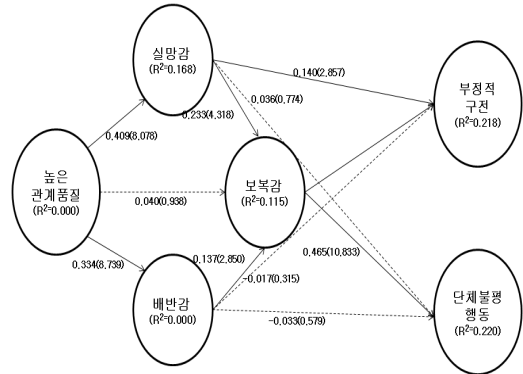 실망감
(R²=0.168)
0.140(2.857)
부정적
구전
(R²=0.218)
0.036(0.774)
0.233(4.318)
0.409(8.078)
높은
관계품질
(R²=0.000)
0.040(0.938)
보복감
(R²=0.115)
0.334(8.739)
0.137(2.850)
0.465(10.833)
-0.017(0.315)
배반감
(R²=0.000)
-0.033(0.579)
단체불평
행동
(R²=0.220)